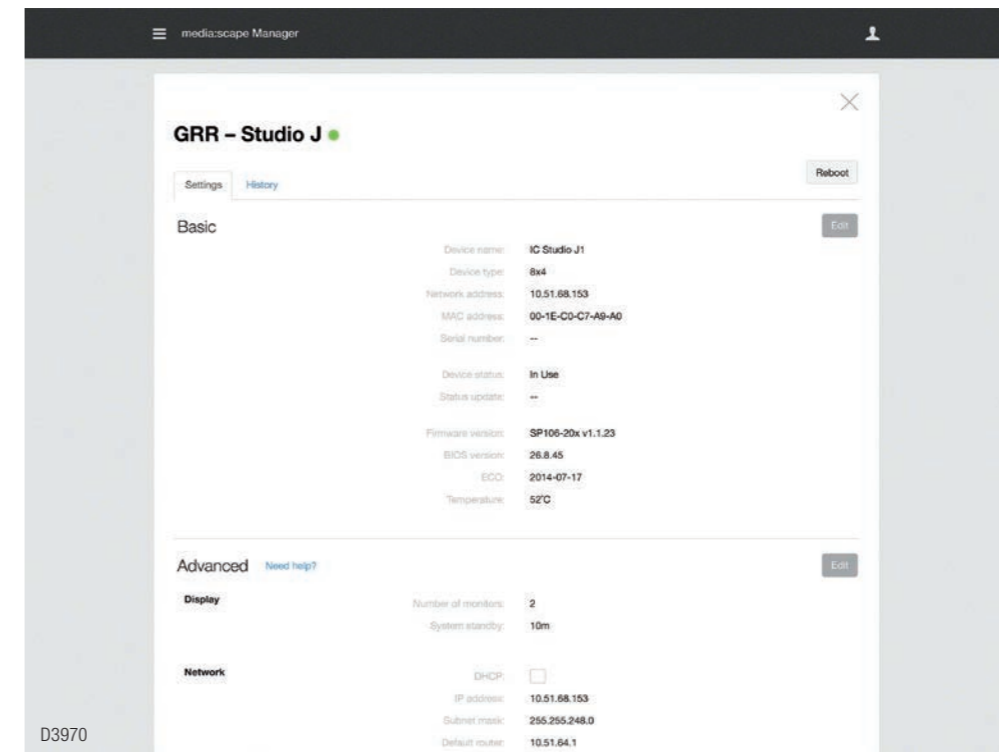 media:scape Manager
GRR – Studio J
Reboot
Settings History
Basic Edit
Device name: IC Studio J1
Device type: 8x4
Network address: 10.51.68.153
MAC address: 00-1E-C0-C7-A9-A0
Serial number: --
Device status: In Use
Status update: --
Firmware version: SP106-20x v1.1.23
BIOS version: 26.8.45
ECO: 2014-07-17
Temperature: 52°C
Advanced Need help? Edit
Display Number of monitors: 2
System standby: 10m
Network DHCP:
IP address: 10.51.68.153
Subnet mask: 255.255.248.0
Default router: 10.51.64.1
D3970